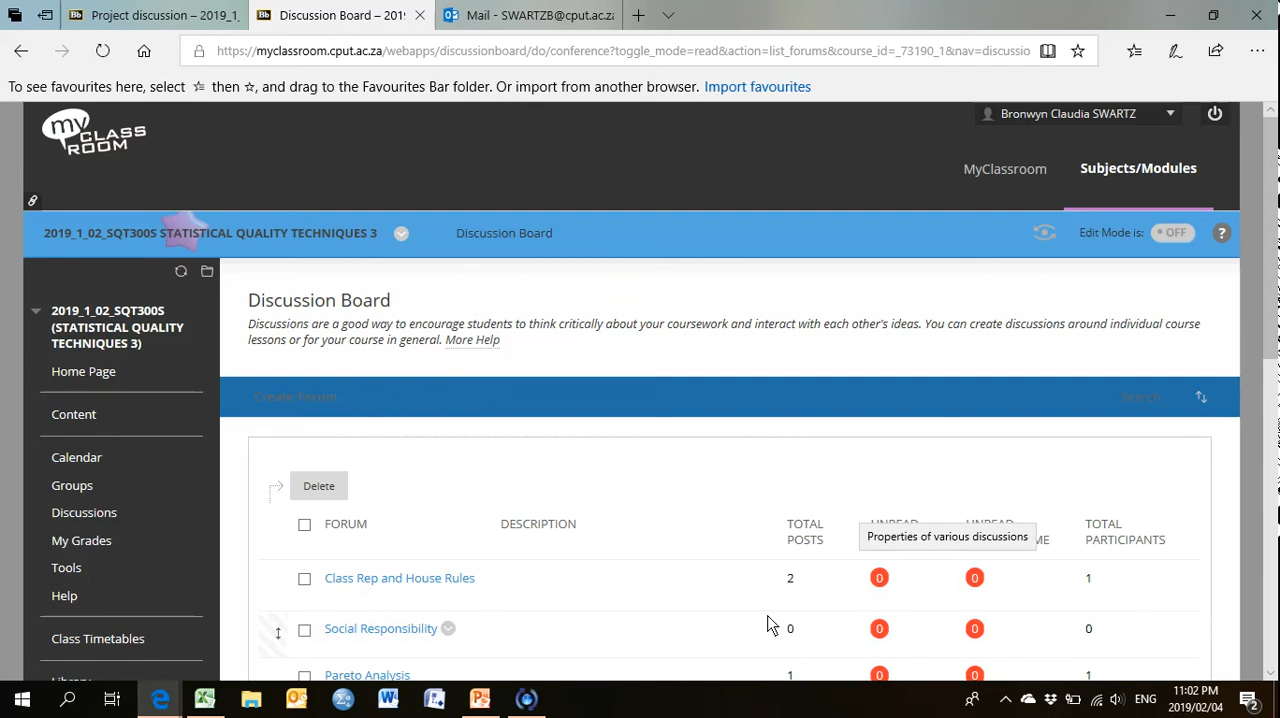 Project discussion – 2019_1_
Discussion Board – 201
Mail - SWARTZB@cput.ac.za
https://myclassroom.cput.ac.za/webapps/discussionboard/do/conference?toggle_mode=read&action=list_forums&course_id=_73190_1&nav=discussio
To see favourites here, select ☆ then ☆, and drag to the Favourites Bar folder. Or import from another browser. Import favourites
my CLASS ROOM
Bronwyn Claudia SWARTZ
MyClassroom
Subjects/Modules
2019_1_02_SQT300S STATISTICAL QUALITY TECHNIQUES 3
Discussion Board
Edit Mode is: OFF ?
2019_1_02_SQT300S
(STATISTICAL QUALITY
TECHNIQUES 3)
Home Page
Content
Calendar
Groups
Discussions
My Grades
Tools
Help
Class Timetables
Discussion Board
Discussions are a good way to encourage students to think critically about your coursework and interact with each other's ideas. You can create discussions around individual course
lessons or for your course in general. More Help
Create Forum
Search
Delete
FORUM
DESCRIPTION
TOTAL
POSTS
Properties of various discussions
TOTAL
PARTICIPANTS
Class Rep and House Rules 2 0 0 1
Social Responsibility 0 0 0 0
Pareto Analysis 1 1
ENG
11:02 PM
2019/02/04
2